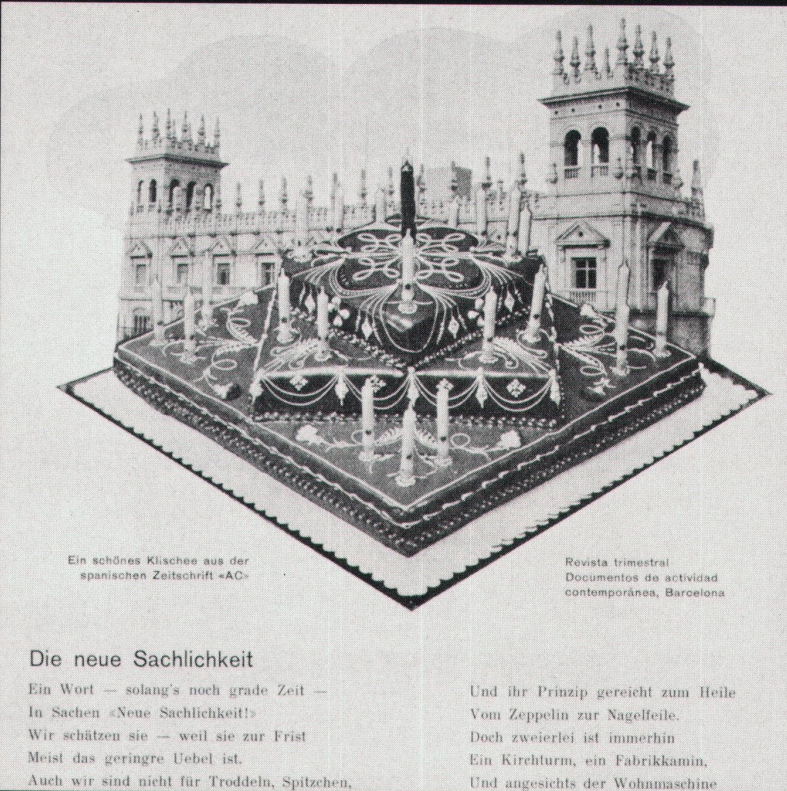 Ein schönes Klischee aus der
spanischen Zeitschrift «AC»
Revista trimestral
Documentos de actividad
contemporánea, Barcelona
Die neue Sachlichkeit
Ein Wort — solang's noch grade Zeit —
In Sachen «Neue Sachlichkeit!»
Wir schätzen sie — weil sie zur Frist
Meist das geringre Uebel ist.
Auch wir sind nicht für Troddeln, Spitzchen,
Und ihr Prinzip gereicht zum Heile
Vom Zeppelin zur Nagelfeile.
Doch zweierlei ist immerhin
Ein Kirchturm, ein Fabrikkamin,
Und angesichts der Wohnmaschine